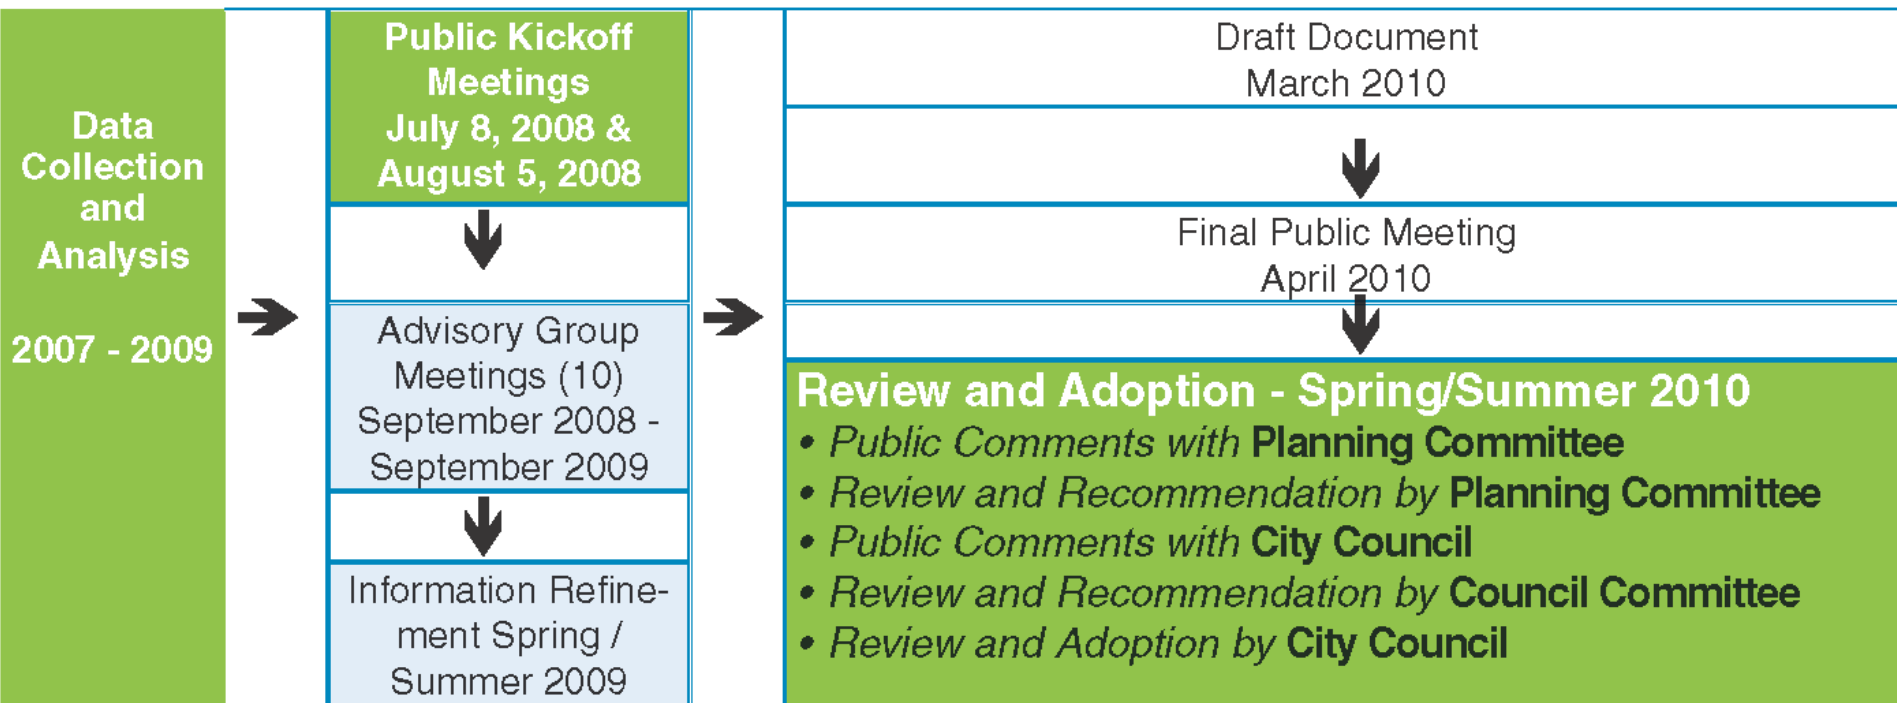 Data
Collection
and
Analysis
2007 - 2009
Public Kickoff
Meetings
July 8, 2008 &
August 5, 2008
Advisory Group
Meetings (10)
September 2008 -
September 2009
Information Refine-
ment Spring /
Summer 2009
Draft Document
March 2010
Final Public Meeting
April 2010
Review and Adoption - Spring/Summer 2010
• Public Comments with Planning Committee
• Review and Recommendation by Planning Committee
• Public Comments with City Council
• Review and Recommendation by Council Committee
• Review and Adoption by City Council